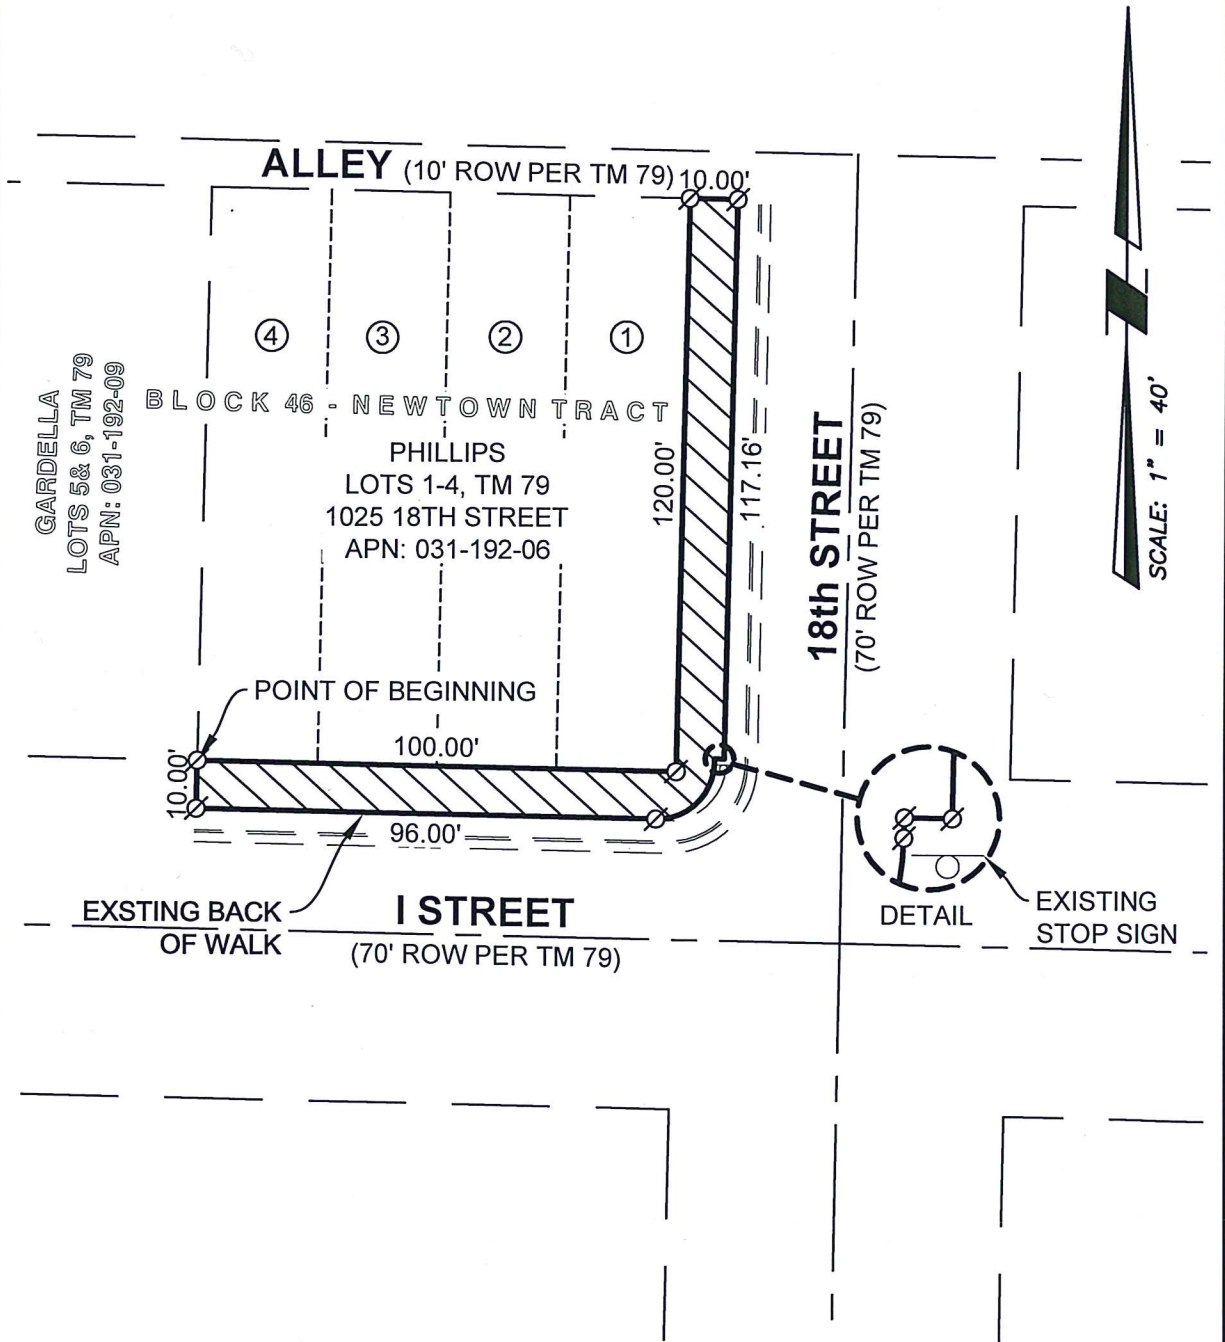 ALLEY (10' ROW PER TM 79)
10.00'
4
3
2
1
BLOCK 46 - NEWTOWN TRACT
GARDELLA
LOTS 5& 6, TM 79
APN: 031-192-09
PHILLIPS
LOTS 1-4, TM 79
1025 18TH STREET
APN: 031-192-06
120.00'
117.16'
18th STREET
(70' ROW PER TM 79)
SCALE: 1" = 40'
POINT OF BEGINNING
100.00'
10.00'
96.00'
EXSTING BACK
OF WALK
I STREET
(70' ROW PER TM 79)
DETAIL
EXISTING
STOP SIGN